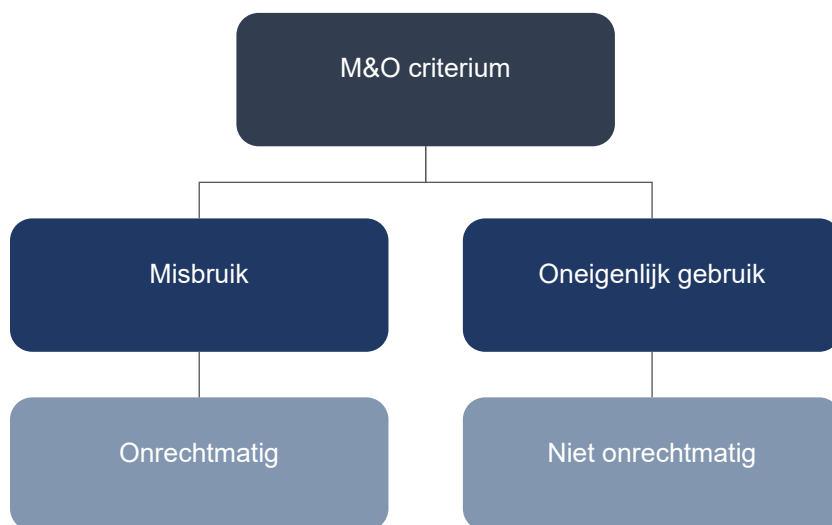 M&O criterium
Misbruik
Oneigenlijk gebruik
Onrechtmatig
Niet onrechtmatig